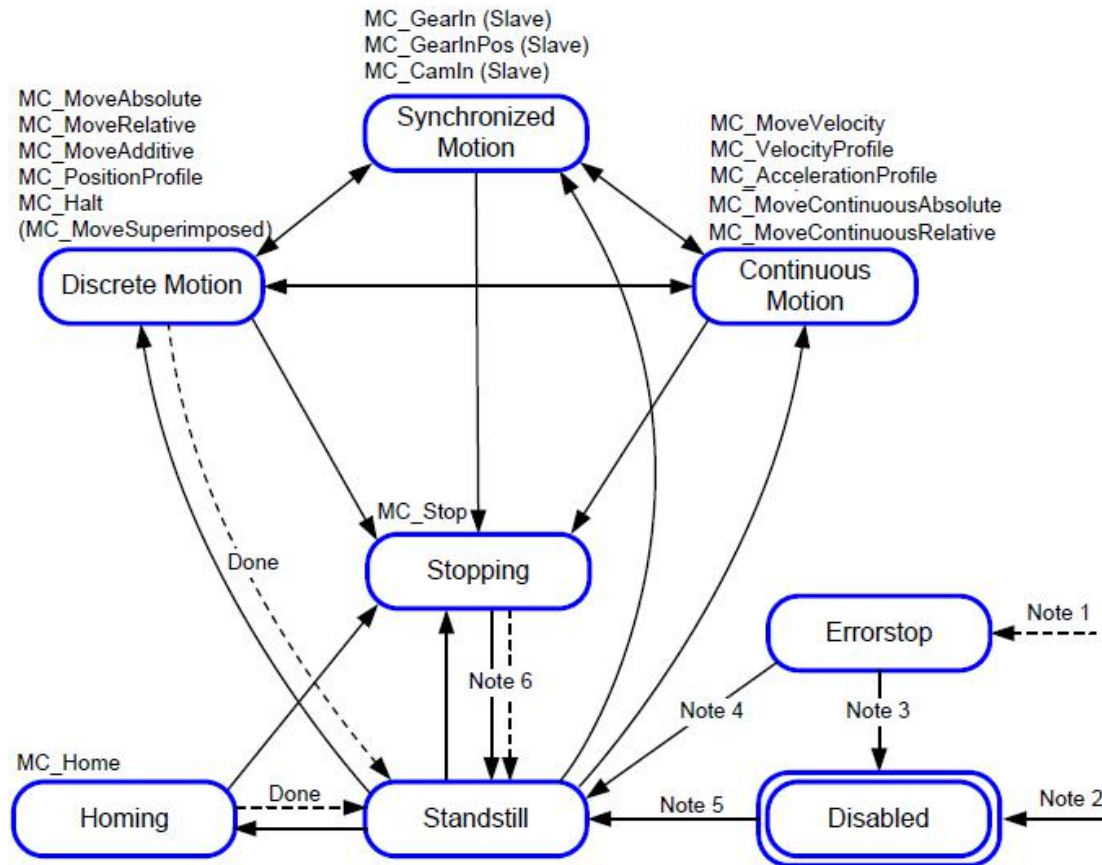 MC_GearIn (Slave)
MC_GearInPos (Slave)
MC_CamIn (Slave)
Synchronized
Motion
MC_MoveAbsolute
MC_MoveRelative
MC_MoveAdditive
MC_PositionProfile
MC_Halt
(MC_MoveSuperimposed)
Discrete Motion
MC_MoveVelocity
MC_VelocityProfile
MC_AccelerationProfile
MC_MoveContinuousAbsolute
MC_MoveContinuousRelative
Continuous
Motion
MC_Stop
Stopping
Done
Errorstop
Note 1
Note 6
Note 4
Note 3
MC_Home
Homing
Done
Standstill
Note 5
Disabled
Note 2